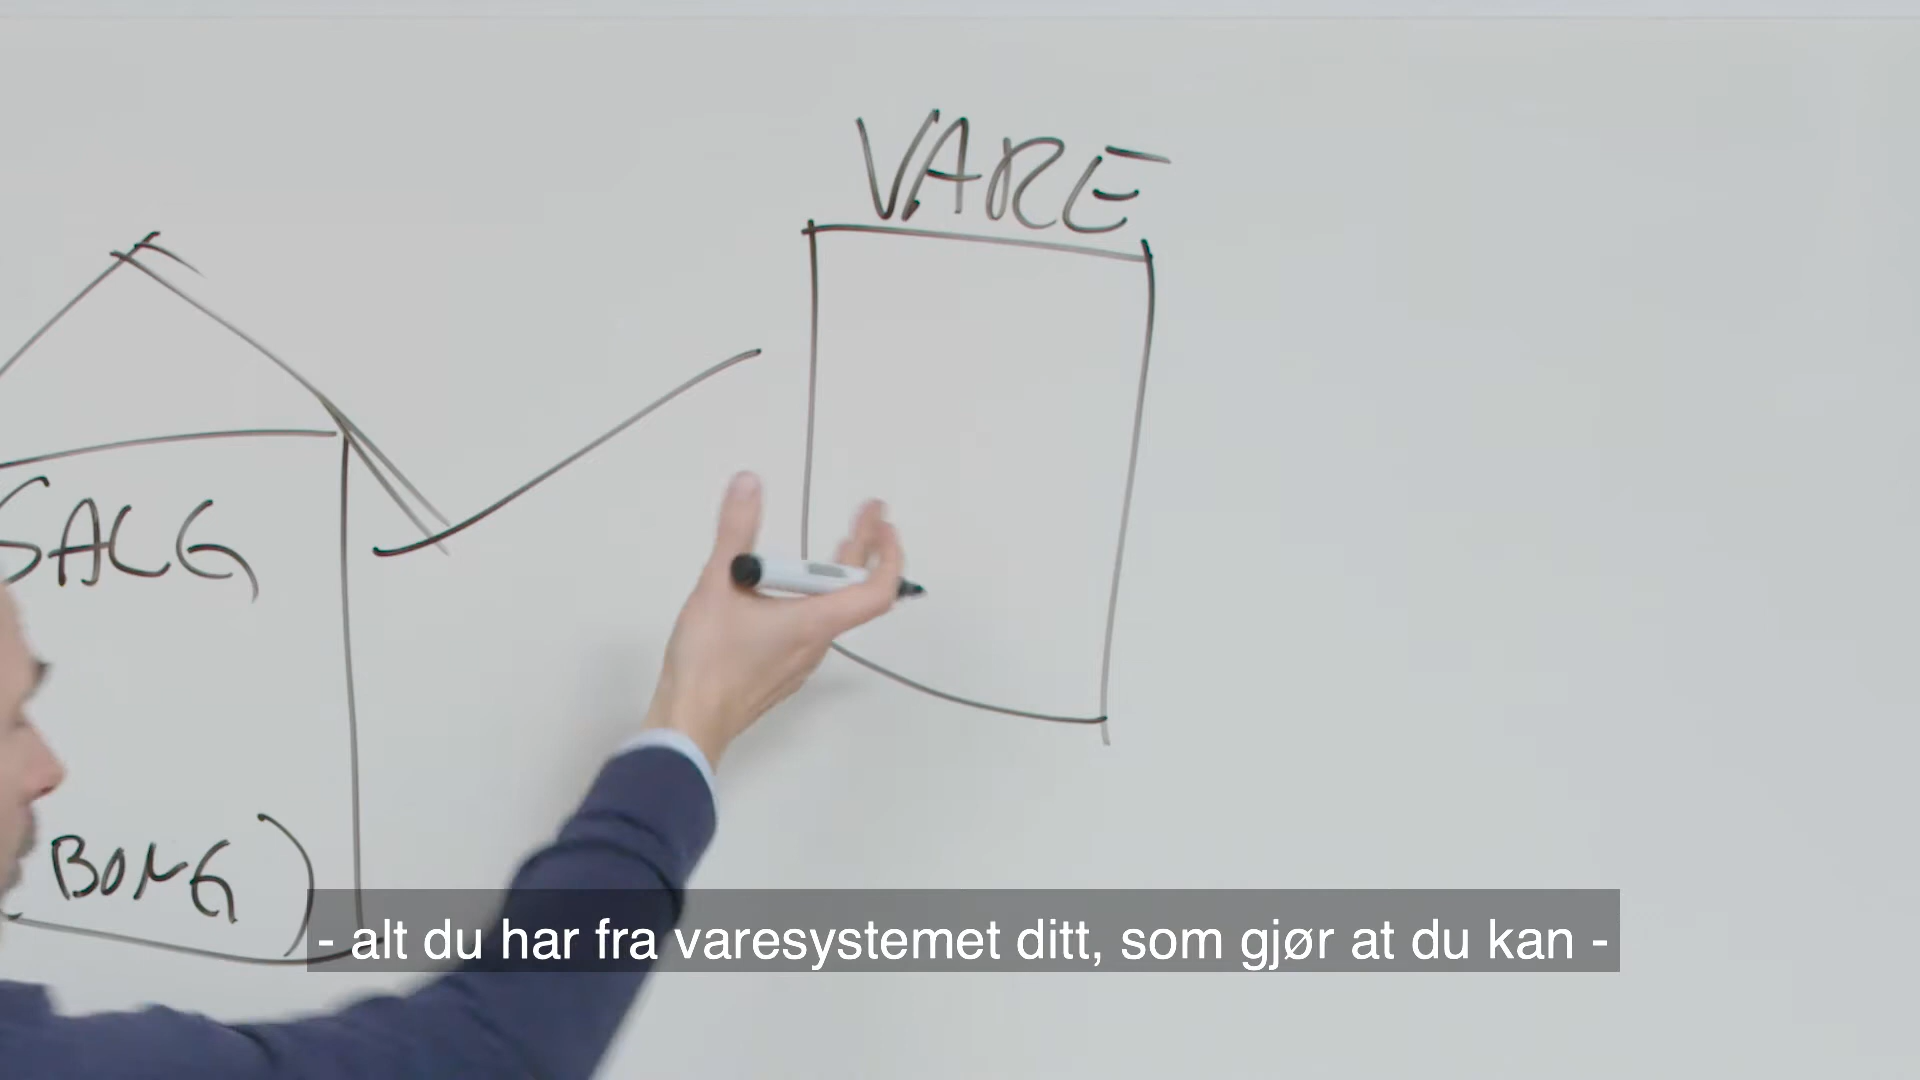 VARE
SALG
(BONG)
- alt du har fra varesystemet ditt, som gjør at du kan -